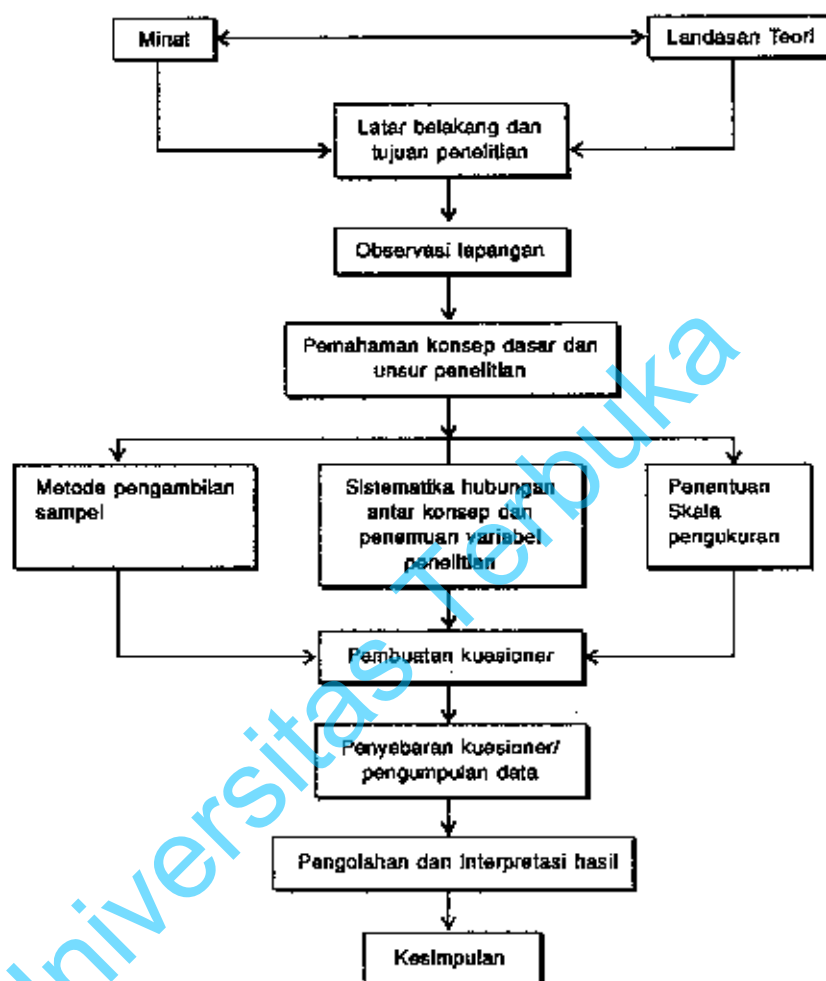 Minat
Landasan Teori
Latar belakang dan
tujuan penelitian
Observasi lapangan
Pemahaman konsep dasar dan
unsur penelitian
Metode pengambilan
sampel
Sistematika hubungan
antar konsep dan
penemuan variabel
penelitian
Penentuan
Skala
pengukuran
Pembuatan kuesioner
Penyebaran kuesioner/
pengumpulan data
Pengolahan dan Interpretasi hasil
Kesimpulan
Universitas Terbuka